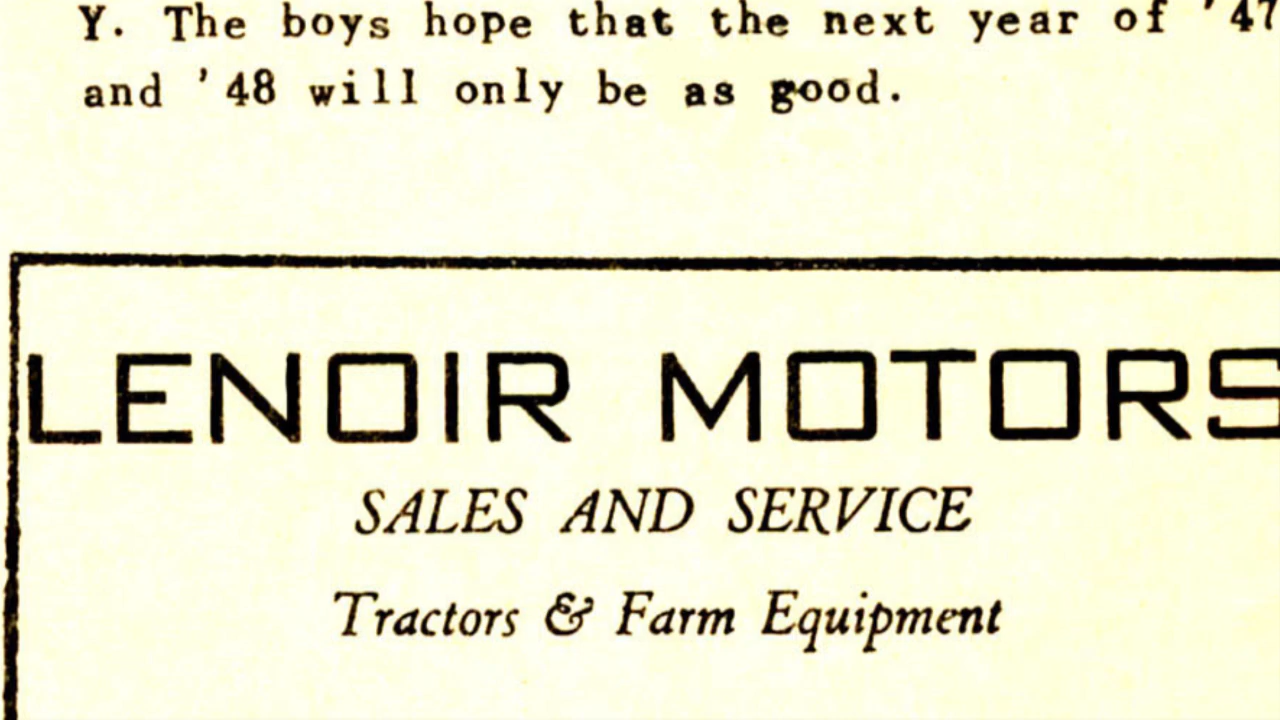 Y. The boys hope that the next year of '47
and '48 will only be as good.
LENOIR MOTORS
SALES AND SERVICE
Tractors & Farm Equipment